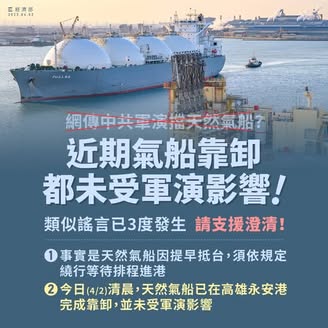 經濟部
2025.04.02
網傳中共軍演擋天然氣船?
近期氣船靠卸
都未受軍演影響!
類似謠言已3度發生 請支援澄清!
1 事實是天然氣船因提早抵台,須依規定
繞行等待排程進港
2 今日(4/2)清晨,天然氣船已在高雄永安港
完成靠卸,並未受軍演影響